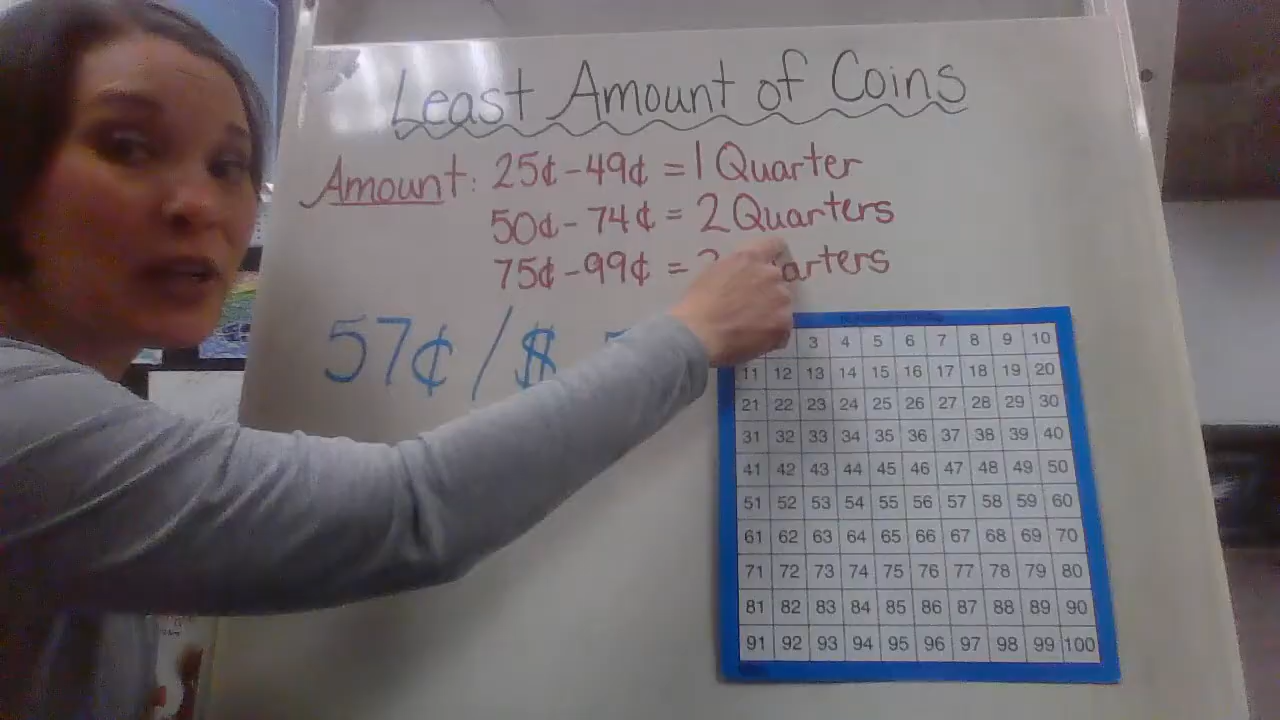 Least Amount of Coins
Amount: 25¢-49¢ = 1 Quarter
50¢- 74¢ = 2 Quarters
75¢-99¢ =
57¢/$
3 4 5 6 7 8 9 10
11 12 13 14 15 16 17 18 19 20
21 22 23 24 25 26 27 28 29 30
31 32 33 34 35 36 37 38 39 40
41 42 43 44 45 46 47 48 49 50
51 52 53 54 55 56 57 58 59 60
61 62 63 64 65 66 67 68 69 70
71 72 73 74 75 76 77 78 79 80
81 82 83 84 85 86 87 88 89 90
91 92 93 94 95 96 97 98 99 100